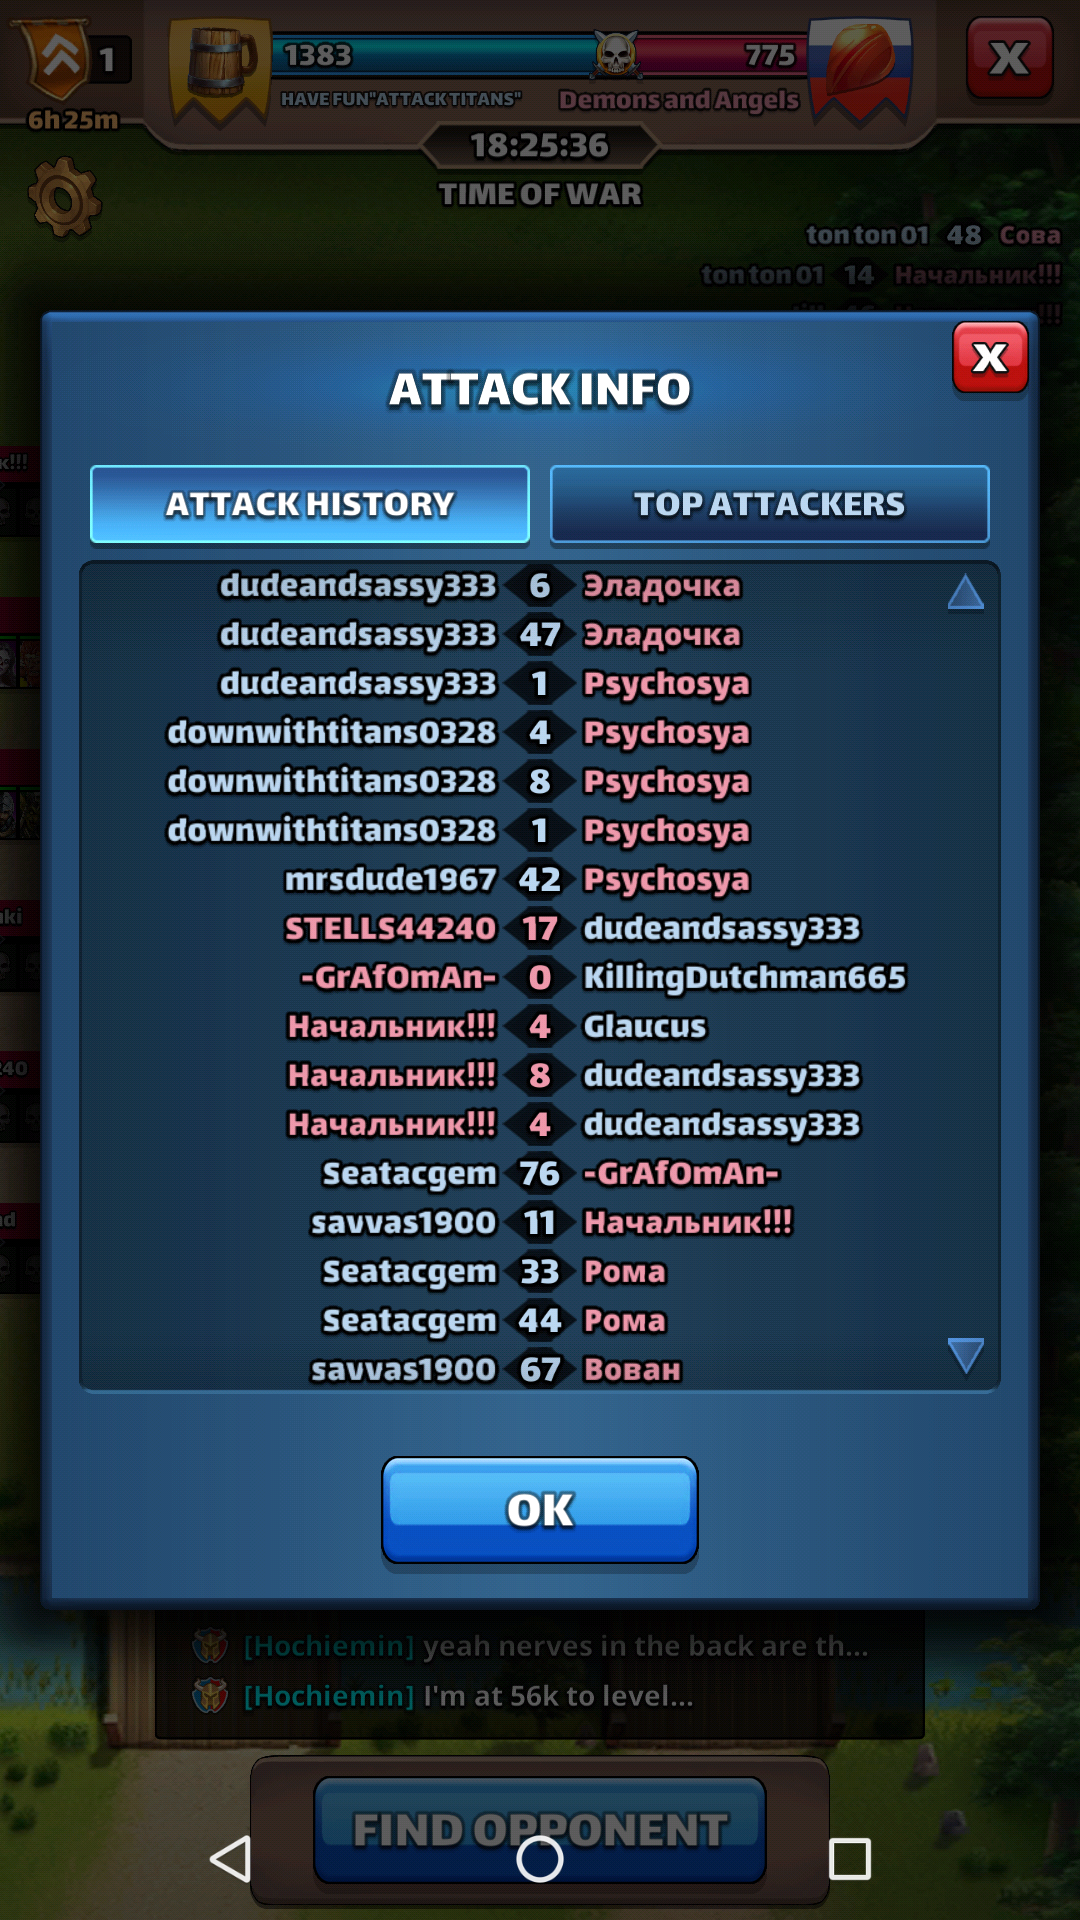 1
1383
775
X
HAVE FUN"ATTACK TITANS"
Demons and Angels
6h 25m
18:25:36
TIME OF WAR
ton ton 01 48 Сова
ton ton 01 14 Начальник!!!
X
ATTACK INFO
ATTACK HISTORY
TOP ATTACKERS
dudeandsassy333 6 Эладочка
dudeandsassy333 47 Эладочка
dudeandsassy333 1 Psychosya
downwithtitans0328 4 Psychosya
downwithtitans0328 8 Psychosya
downwithtitans0328 1 Psychosya
mrsdude1967 42 Psychosya
STELLS44240 17 dudeandsassy333
-GrAfOmAn- 0 KillingDutchman665
Начальник!!! 4 Glaucus
Начальник!!! 8 dudeandsassy333
Начальник!!! 4 dudeandsassy333
Seatacgem 76 -GrAfOmAn-
savvas1900 11 Начальник!!!
Seatacgem 33 Рома
Seatacgem 44 Рома
savvas1900 67 Вован
OK
[Hochiemin] yeah nerves in the back are th...
[Hochiemin] I'm at 56k to level...
FIND OPPONENT